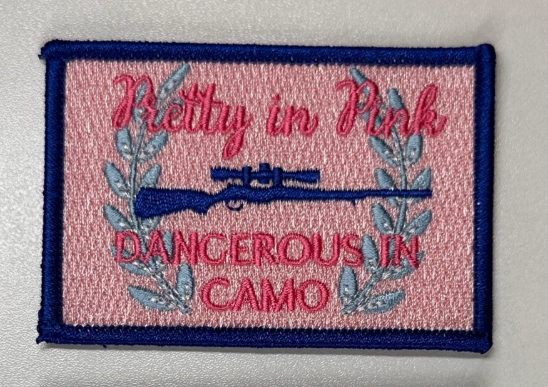 Pretty in Pink
DANGEROUS IN
CAMO